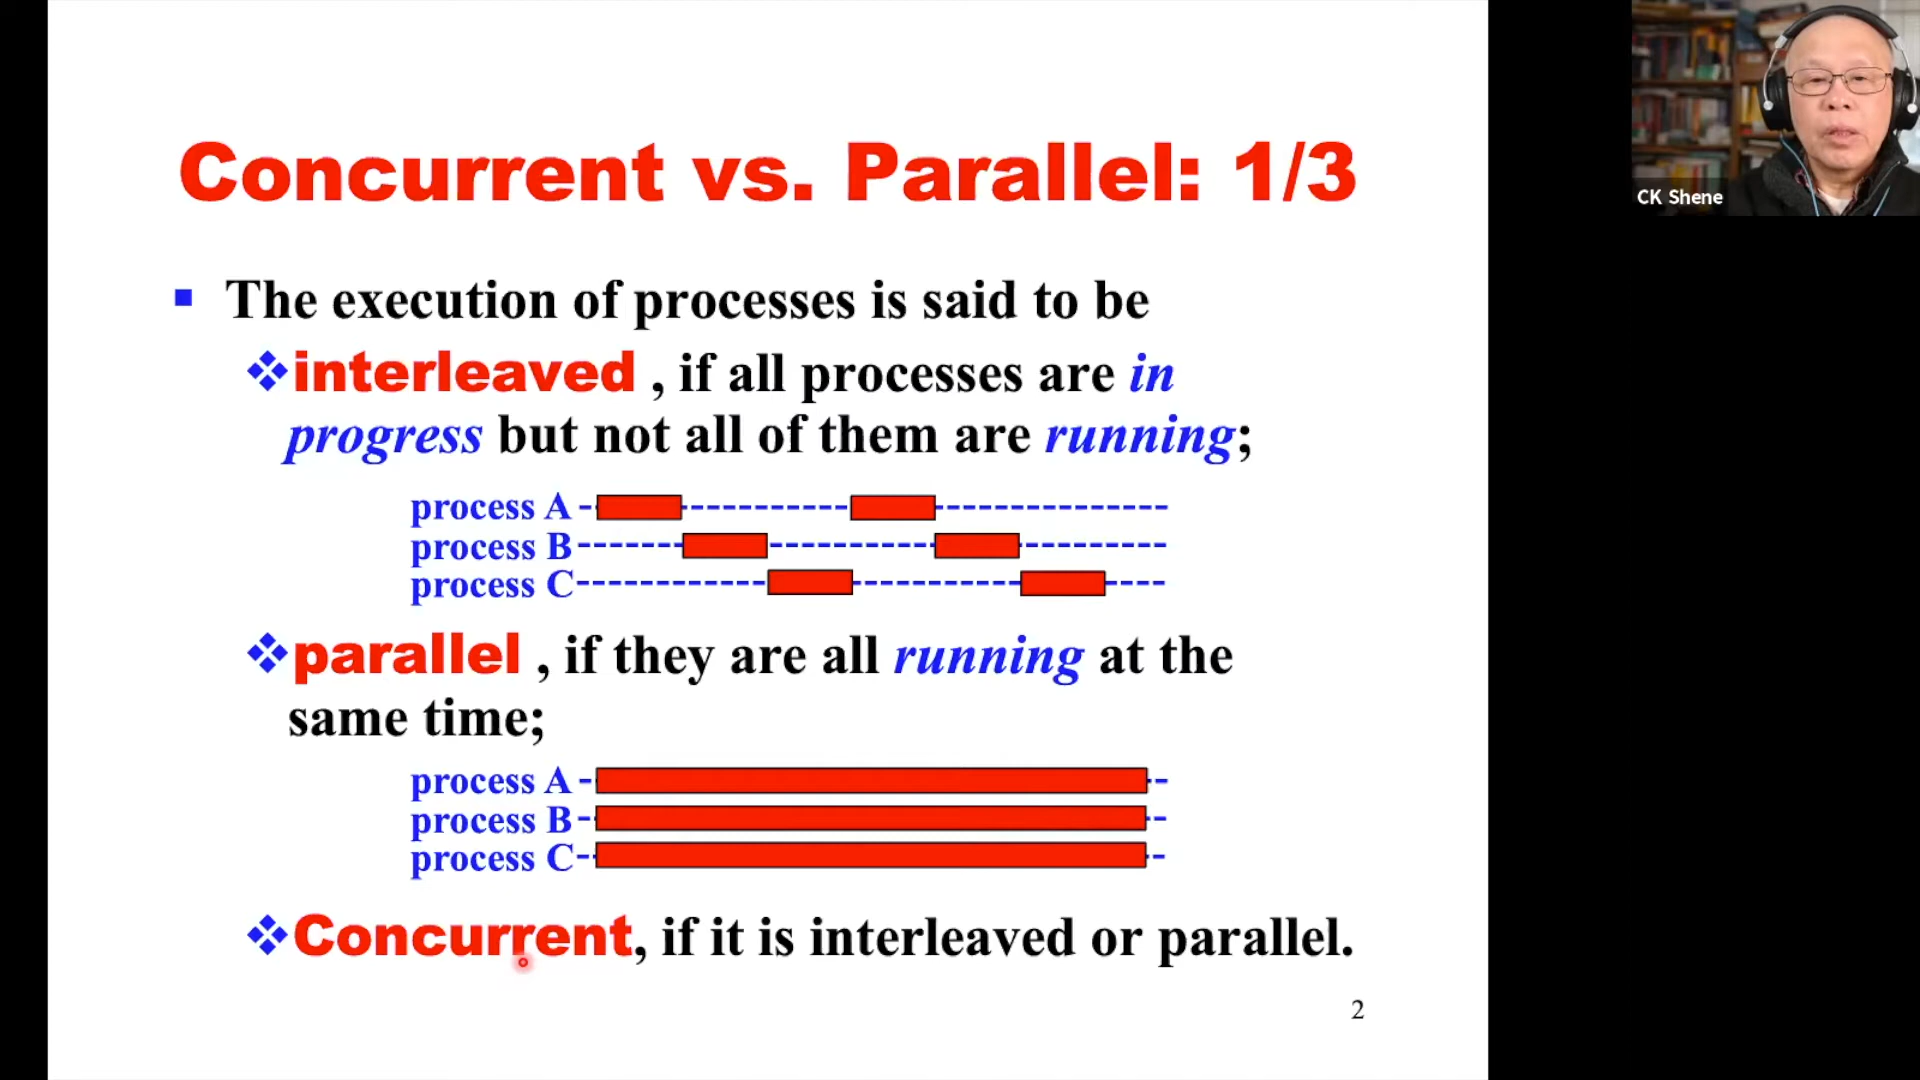 Concurrent vs. Parallel: 1/3
CK Shene
The execution of processes is said to be
interleaved , if all processes are in
progress but not all of them are running;
process A
process B
process C
parallel , if they are all running at the
same time;
process A
process B
process C
Concurrent, if it is interleaved or parallel.
2